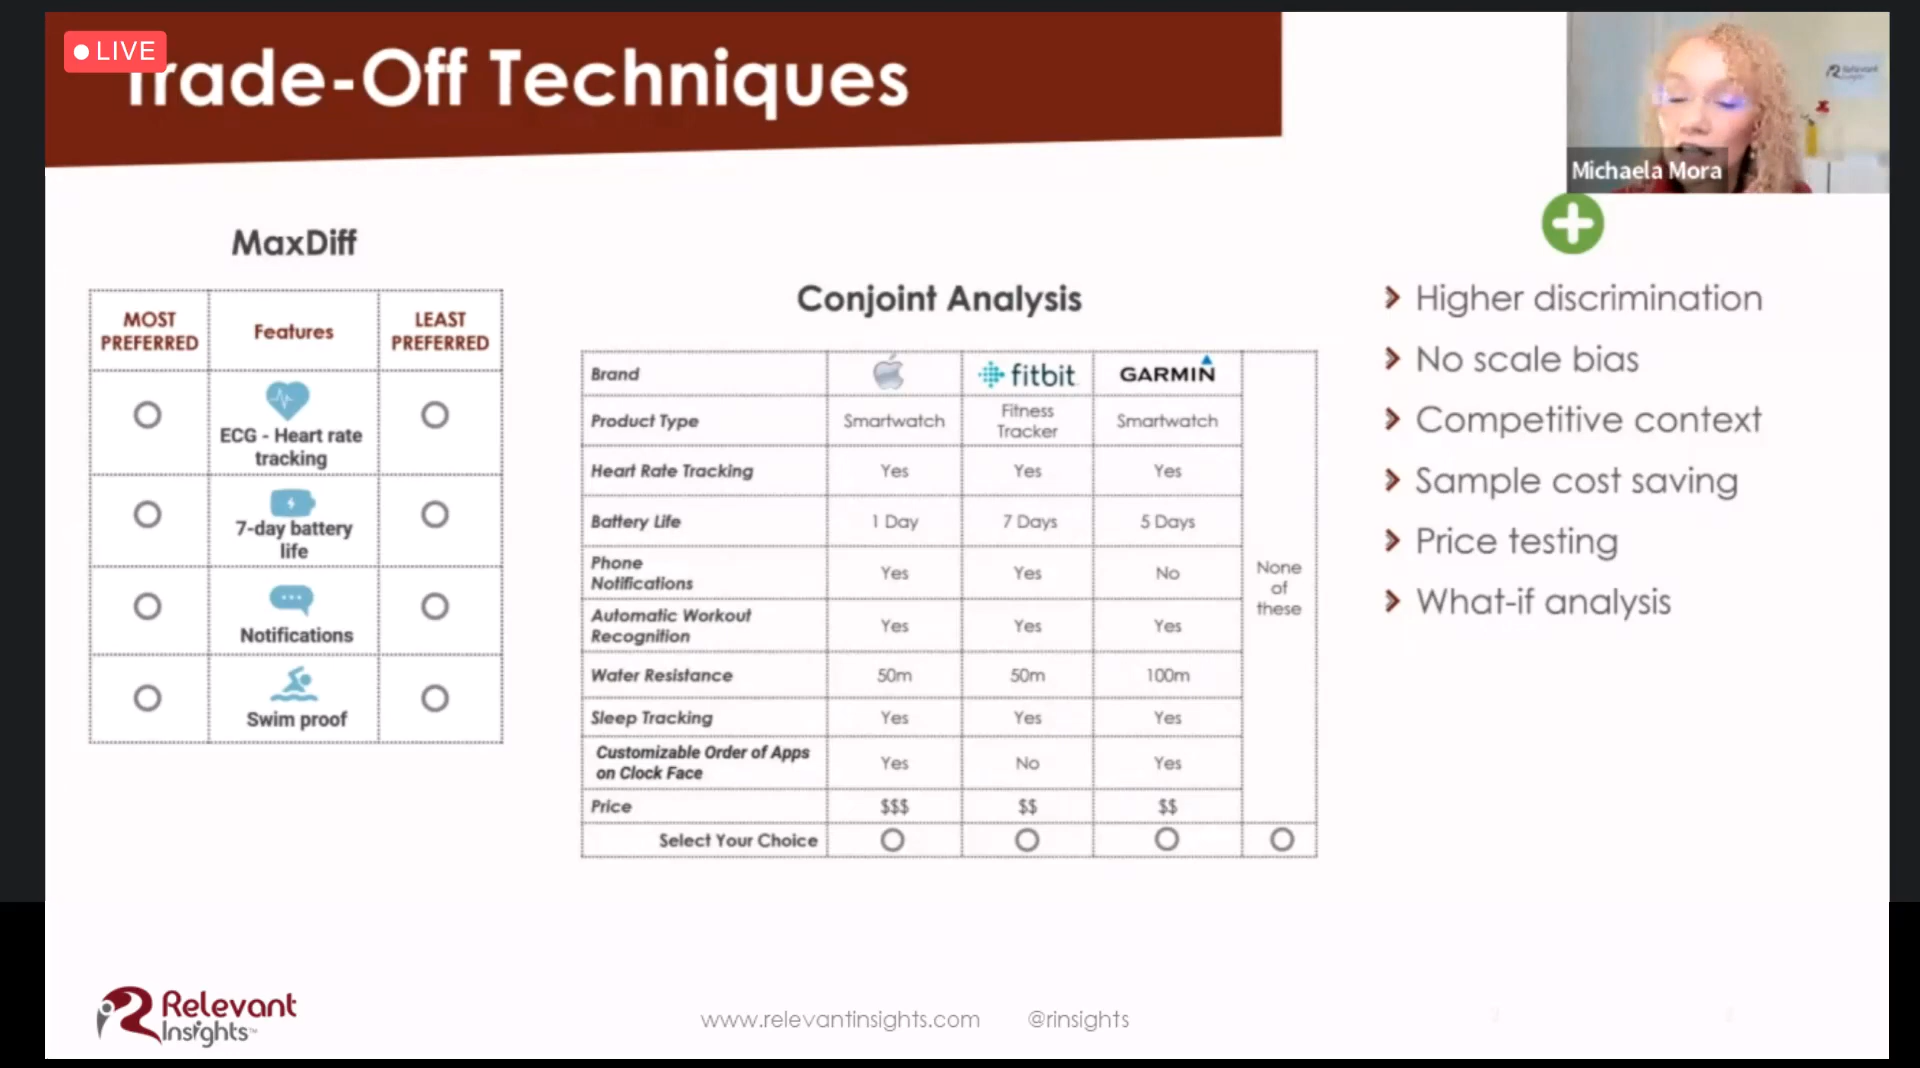 LIVE
Trade-Off Techniques
Relevant
Michaela Mora
MaxDiff
MOST PREFERRED
Features
LEAST PREFERRED
ECG - Heart rate
tracking
7-day battery
life
Notifications
Swim proof
Conjoint Analysis
Brand fitbit GARMIN
Product Type Smartwatch Fitness Tracker Smartwatch
Heart Rate Tracking Yes Yes Yes
Battery Life 1 Day 7 Days 5 Days
Phone Notifications Yes Yes No
Automatic Workout Recognition Yes Yes Yes
Water Resistance 50m 50m 100m
Sleep Tracking Yes Yes Yes
Customizable Order of Apps on Clock Face Yes No Yes
Price $$$ $$ $$
Select Your Choice
None
of
these
Higher discrimination
No scale bias
Competitive context
Sample cost saving
Price testing
What-if analysis
Relevant
Insights™
www.relevantinsights.com @rinsights